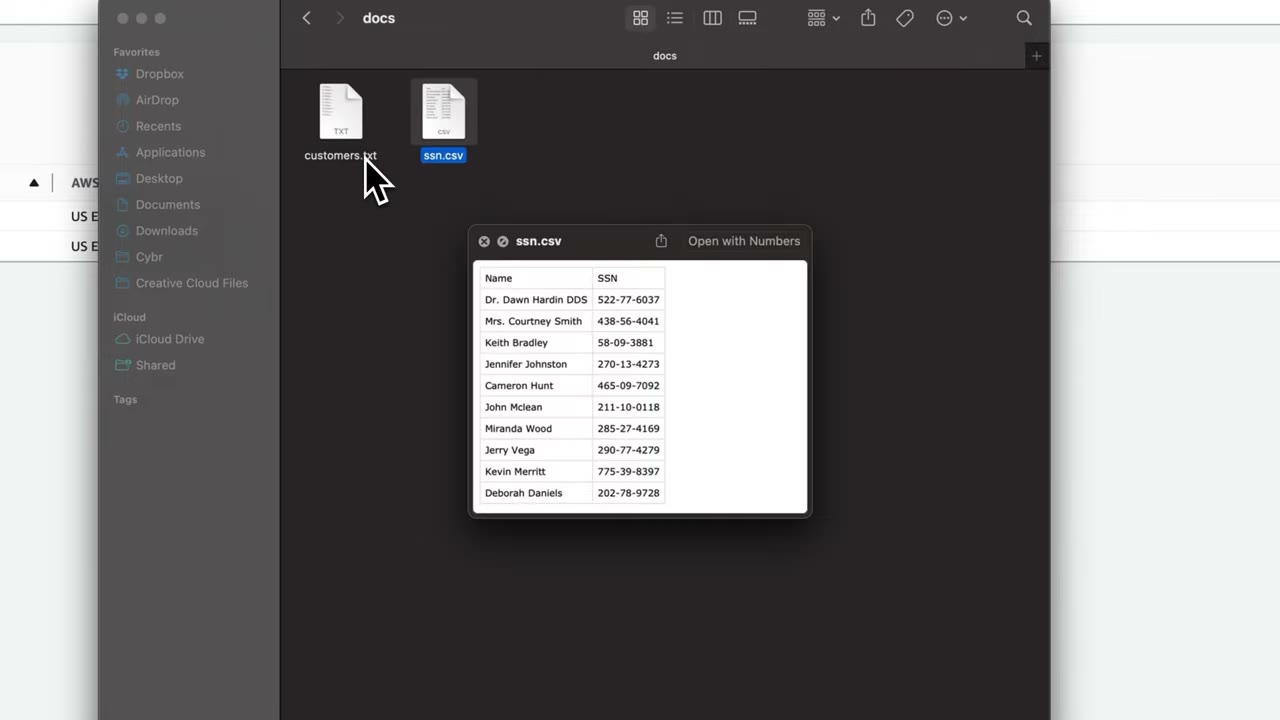 docs
docs
Favorites
Dropbox
AirDrop
Recents
Applications
Desktop
Documents
Downloads
Cybr
Creative Cloud Files
iCloud
iCloud Drive
Shared
Tags
AWS
US E
US E
TXT
csv
customers.txt
ssn.csv
ssn.csv
Open with Numbers
Name SSN
Dr. Dawn Hardin DDS 522-77-6037
Mrs. Courtney Smith 438-56-4041
Keith Bradley 58-09-3881
Jennifer Johnston 270-13-4273
Cameron Hunt 465-09-7092
John Mclean 211-10-0118
Miranda Wood 285-27-4169
Jerry Vega 290-77-4279
Kevin Merritt 775-39-8397
Deborah Daniels 202-78-9728